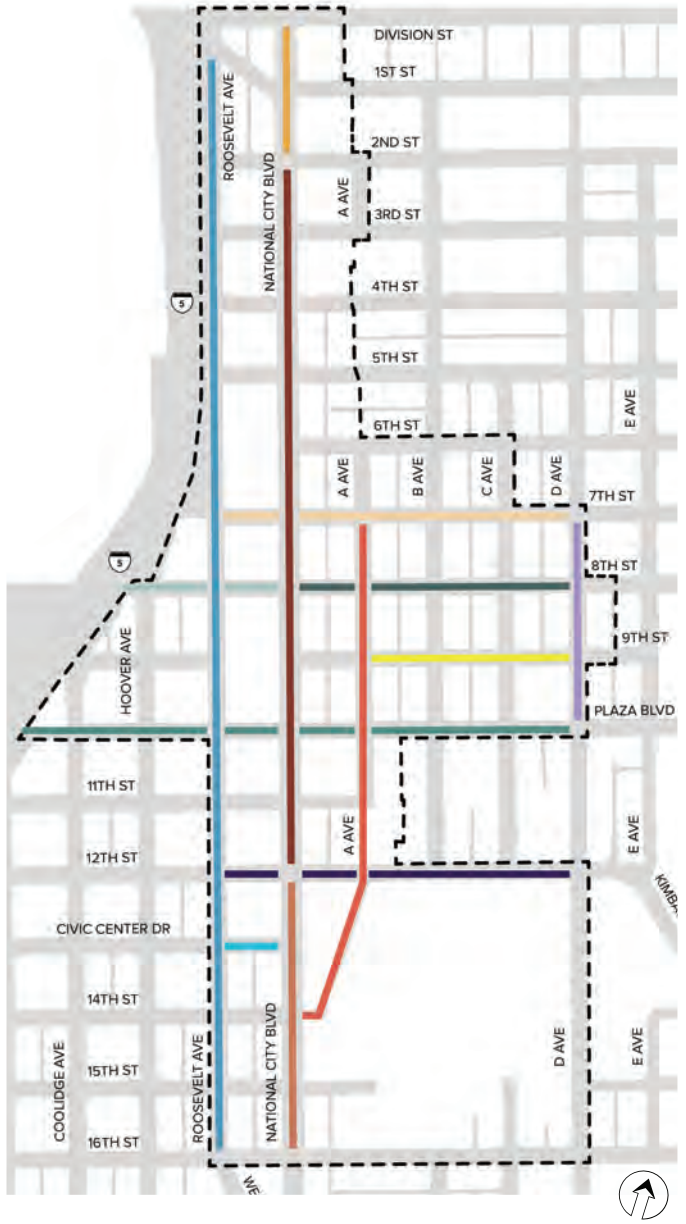 DIVISION ST
1ST ST
ROOSEVELT AVE
2ND ST
NATIONAL CITY BLVD
A AVE
3RD ST
4TH ST
5
5TH ST
E AVE
6TH ST
A AVE
B AVE
C AVE
D AVE
7TH ST
5
8TH ST
9TH ST
HOOVER AVE
PLAZA BLVD
11TH ST
A AVE
E AVE
12TH ST
CIVIC CENTER DR
14TH ST
NATIONAL CITY BLVD
COOLIDGE AVE
ROOSEVELT AVE
D AVE
E AVE
15TH ST
16TH ST